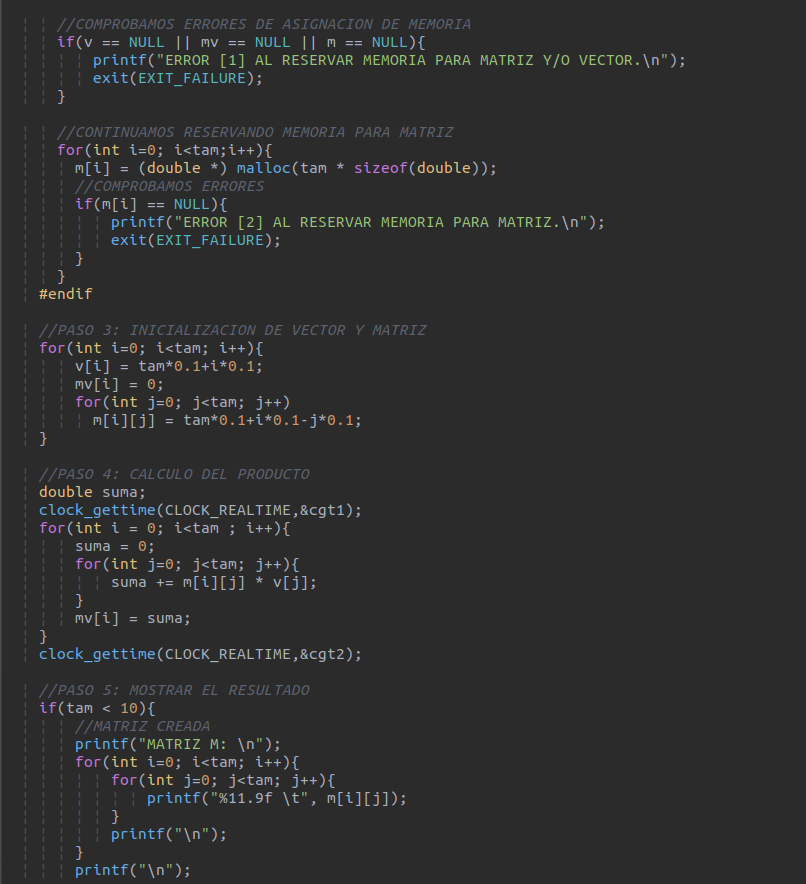 //COMPROBAMOS ERRORES DE ASIGNACION DE MEMORIA
if(v == NULL || mv == NULL || m == NULL){
printf("ERROR [1] AL RESERVAR MEMORIA PARA MATRIZ Y/O VECTOR.\n");
exit(EXIT_FAILURE);
}
//CONTINUAMOS RESERVANDO MEMORIA PARA MATRIZ
for(int i=0; i<tam;i++){
m[i] = (double *) malloc(tam * sizeof(double));
//COMPROBAMOS ERRORES
if(m[i] == NULL){
printf("ERROR [2] AL RESERVAR MEMORIA PARA MATRIZ.\n");
exit(EXIT_FAILURE);
}
}
#endif
//PASO 3: INICIALIZACION DE VECTOR Y MATRIZ
for(int i=0; i<tam; i++){
v[i] = tam*0.1+i*0.1;
mv[i] = 0;
for(int j=0; j<tam; j++)
m[i][j] = tam*0.1+i*0.1-j*0.1;
}
//PASO 4: CALCULO DEL PRODUCTO
double suma;
clock_gettime(CLOCK_REALTIME,&cgt1);
for(int i = 0; i<tam ; i++){
suma = 0;
for(int j=0; j<tam; j++){
suma += m[i][j] * v[j];
}
mv[i] = suma;
}
clock_gettime(CLOCK_REALTIME,&cgt2);
//PASO 5: MOSTRAR EL RESULTADO
if(tam < 10){
//MATRIZ CREADA
printf("MATRIZ M: \n");
for(int i=0; i<tam; i++){
for(int j=0; j<tam; j++){
printf("%11.9f \t", m[i][j]);
}
printf("\n");
}
printf("\n");